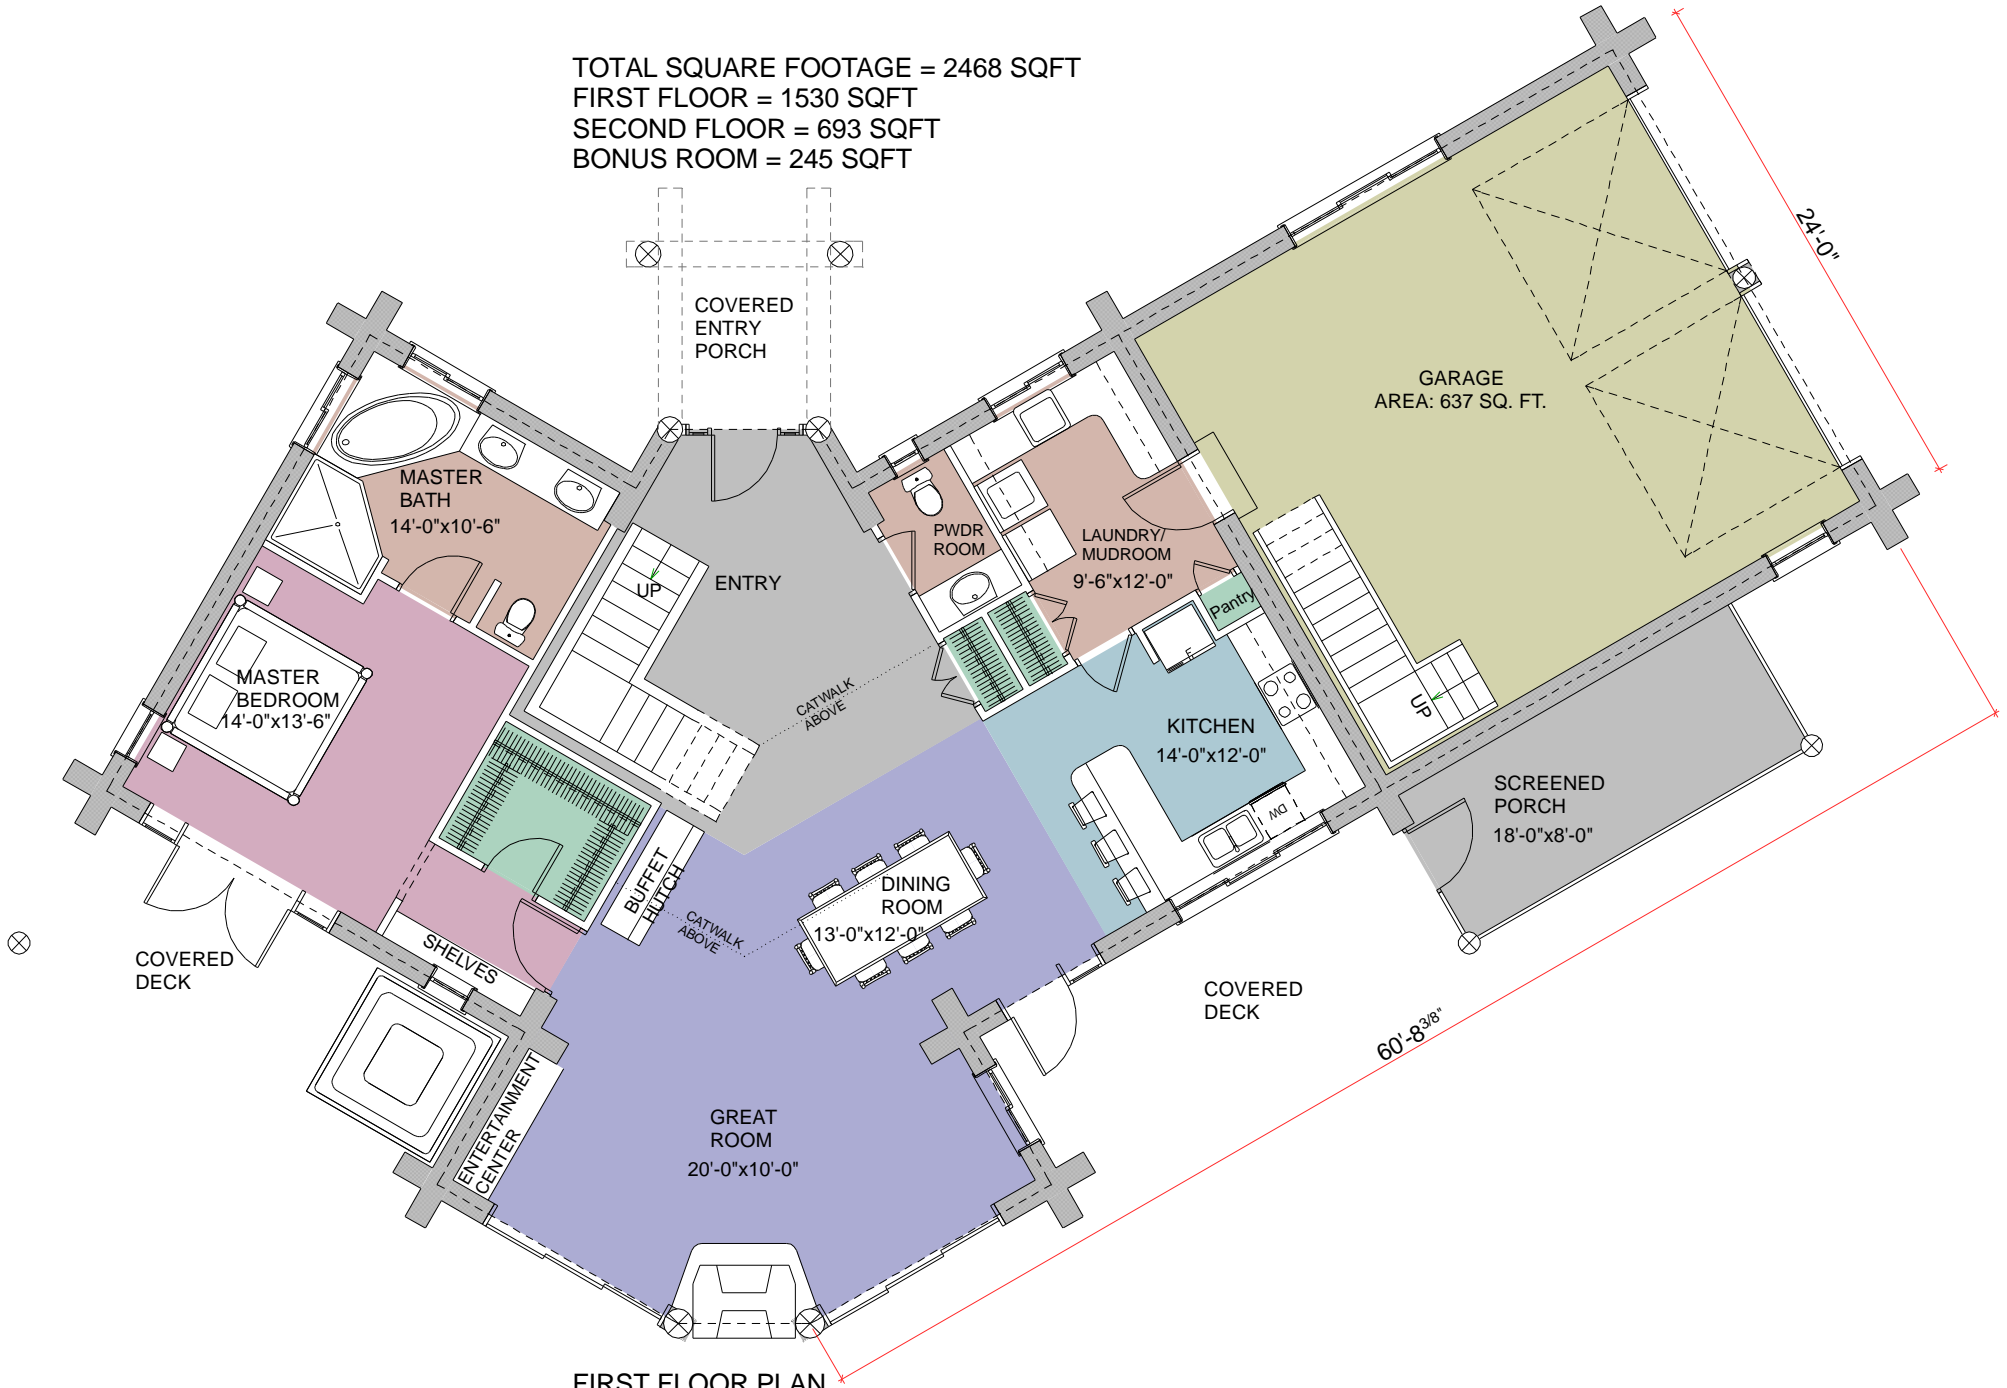 TOTAL SQUARE FOOTAGE = 2468 SQFT
FIRST FLOOR = 1530 SQFT
SECOND FLOOR = 693 SQFT
BONUS ROOM = 245 SQFT
COVERED
ENTRY
PORCH
24'-0"
GARAGE
AREA: 637 SQ. FT.
MASTER
BATH
14'-0"x10'-6"
PWDR
ROOM
LAUNDRY/
MUDROOM
9'-6"x12'-0"
UP
ENTRY
Pantry
F
MASTER
BEDROOM
14'-0"x13'-6"
CATWALK
ABOVE
UP
KITCHEN
14'-0"x12'-0"
DW
SCREENED
PORCH
18'-0"x8'-0"
BUFFET
HUTCH
DINING
ROOM
13'-0"x12'-0"
CATWALK
ABOVE
SHELVES
COVERED
DECK
COVERED
DECK
60'-8 3/8"
ENTERTAINMENT
CENTER
GREAT
ROOM
20'-0"x10'-0"
FIRST FLOOR PLAN